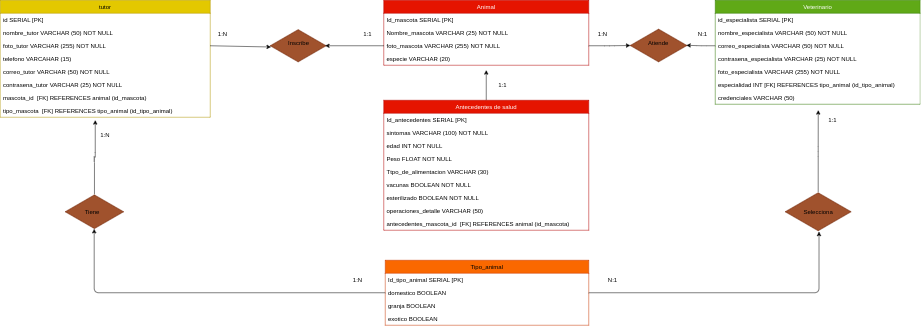 tutor
id SERIAL [PK]
nombre_tutor VARCHAR (50) NOT NULL
foto_tutor VARCHAR (255) NOT NULL
telefono VARCAHAR (15)
correo_tutor VARCHAR (50) NOT NULL
contrasena_tutor VARCHAR (25) NOT NULL
mascota_id [FK] REFERENCES animal (id_mascota)
tipo_mascota [FK] REFERENCES tipo_animal (id_tipo_animal)
1:N
Inscribe
1:1
Animal
Id_mascota SERIAL [PK]
Nombre_mascota VARCHAR (25) NOT NULL
foto_mascota VARCHAR (255) NOT NULL
especie VARCHAR (20)
1:N
Atiende
N:1
Veterinario
id_especialista SERIAL [PK]
nombre_especialista VARCHAR (50) NOT NULL
correo_especialista VARCHAR (50) NOT NULL
contrasena_especialista VARCHAR (25) NOT NULL
foto_especialista VARCHAR (255) NOT NULL
especialidad INT [FK] REFERENCES animal (id_tipo_animal)
credenciales VARCHAR (50)
1:1
Antecedentes de salud
Id_antecedentes SERIAL [PK]
sintomas VARCHAR (100) NOT NULL
edad INT NOT NULL
Peso FLOAT NOT NULL
Ttpo_de_alimentacion VARCHAR (30)
vacunas BOOLEAN NOT NULL
esterilizado BOOLEAN NOT NULL
operaciones_detalle VARCHAR (50)
antecedentes_mascota_id [FK] REFERENCES animal (id_mascota)
1:N
Tiene
1:1
Selecciona
1:N
Tipo_animal
Id_tipo_animal SERIAL [PK]
domestico BOOLEAN
granja BOOLEAN
exotico BOOLEAN
N:1